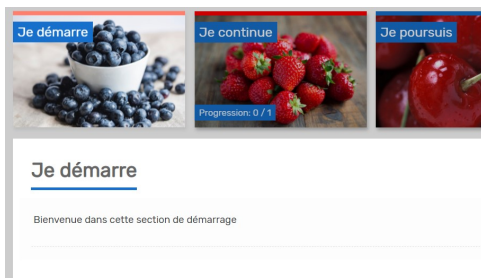 Je démarre
Je continue
Je poursuis
Progression: 0 / 1
Je démarre
Bienvenue dans cette section de démarrage